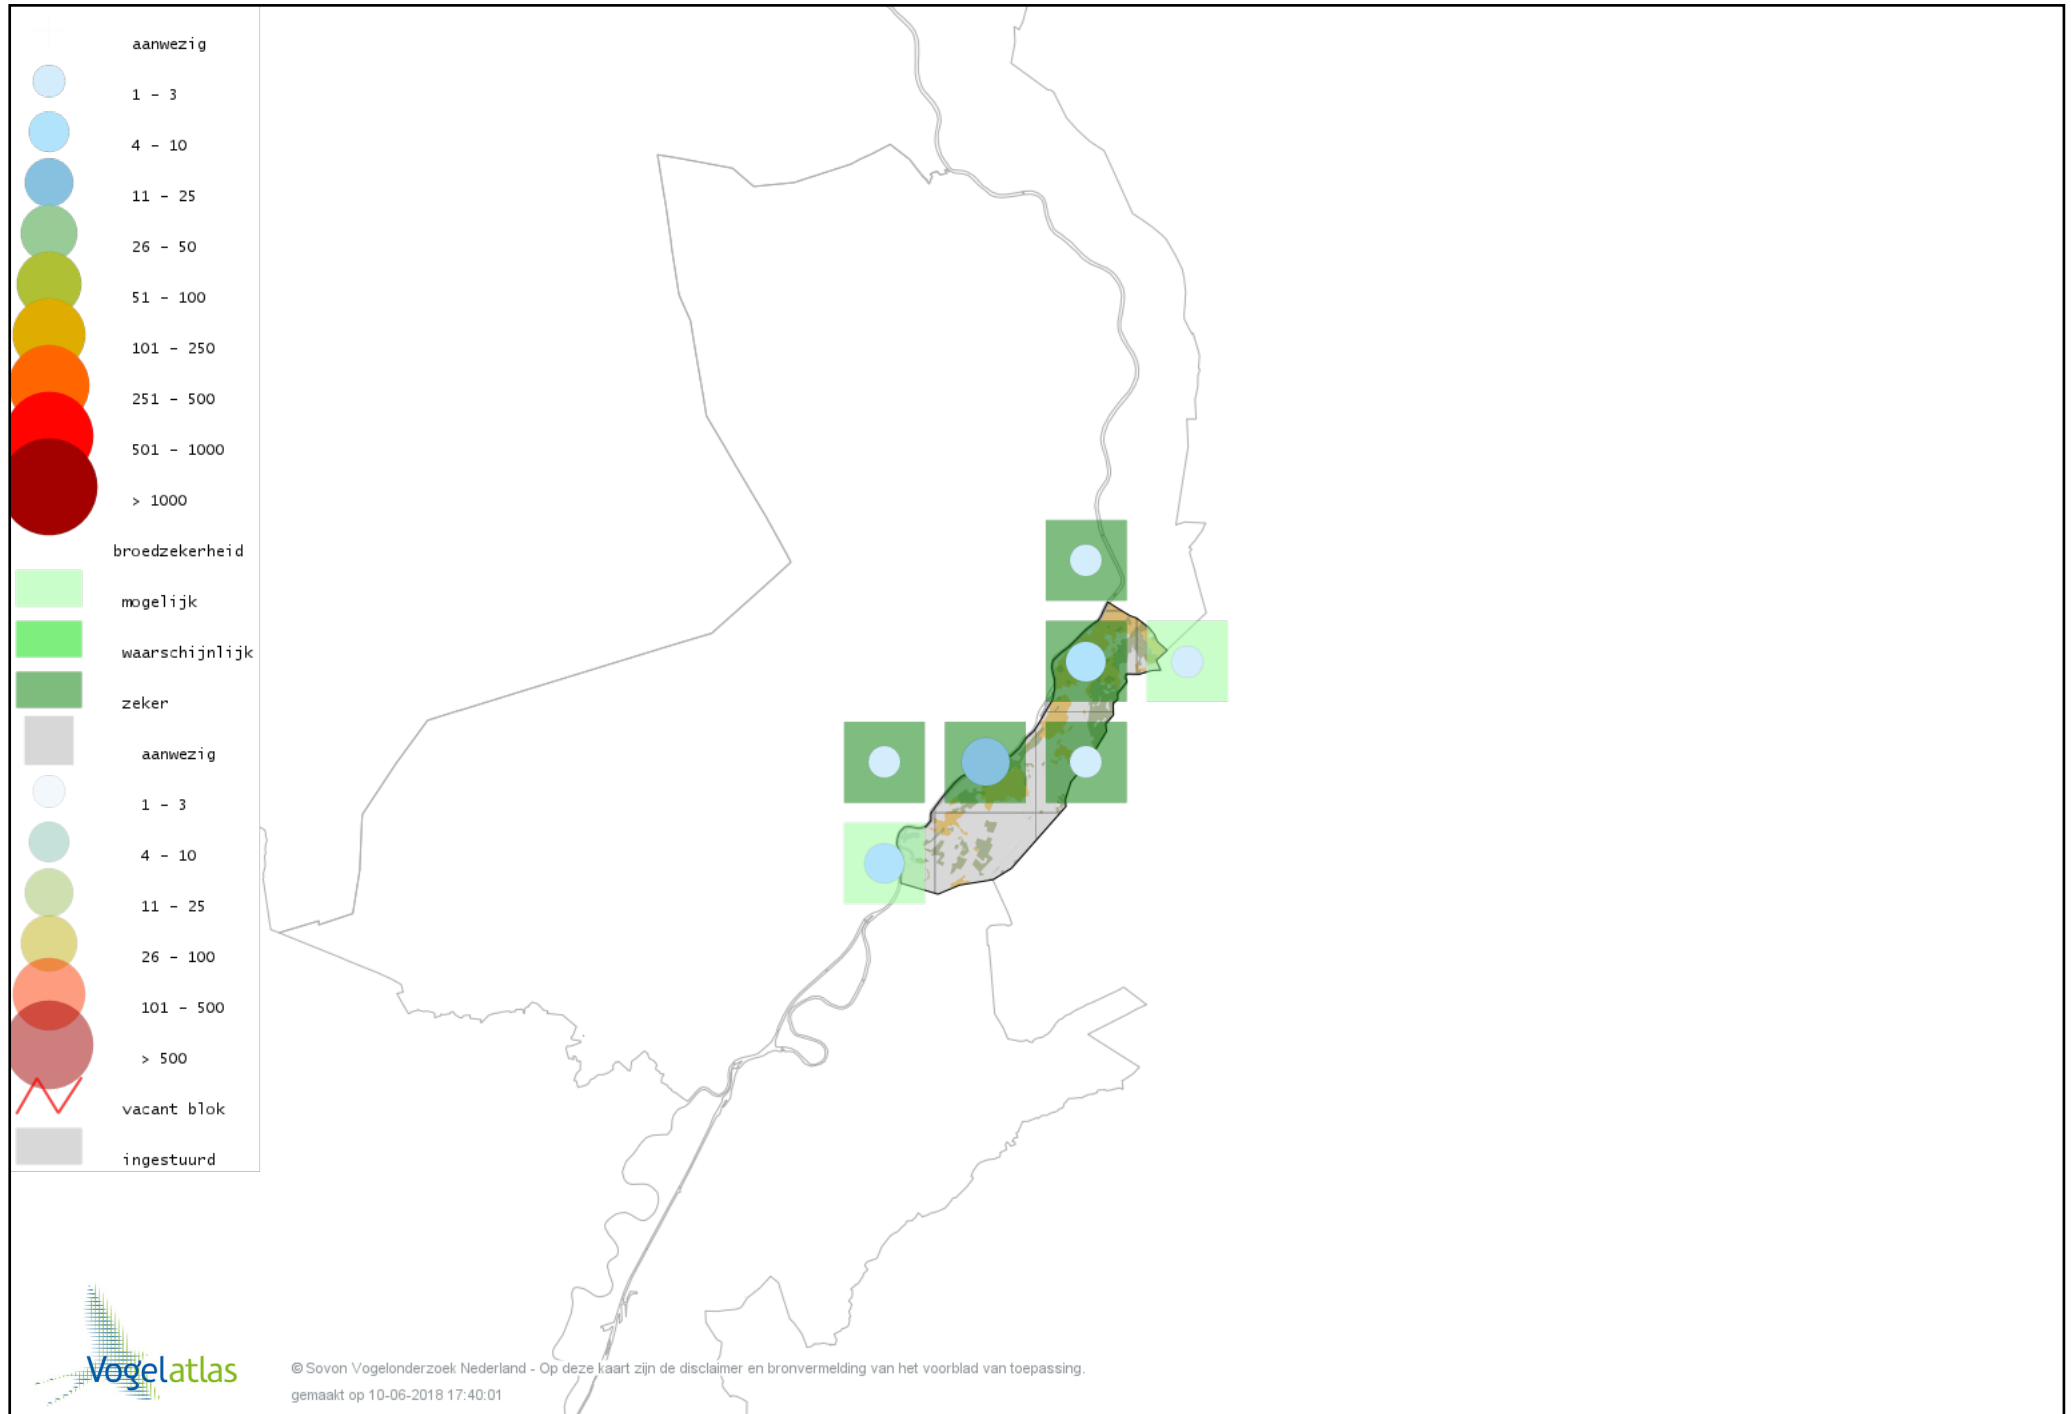 aanwezig
1 - 3
4 - 10
11 - 25
26 - 50
51 - 100
101 - 250
251 - 500
501 - 1000
> 1000
broedzekerheid
mogelijk
waarschijnlijk
zeker
aanwezig
1 - 3
4 - 10
11 - 25
26 - 100
101 - 500
> 500
vacant blok
ingestuurd
Vogelatlas
© Sovon Vogelonderzoek Nederland - Op deze kaart zijn de disclaimer en bronvermelding van het voorblad van toepassing.
gemaakt op 10-06-2018 17:40:01